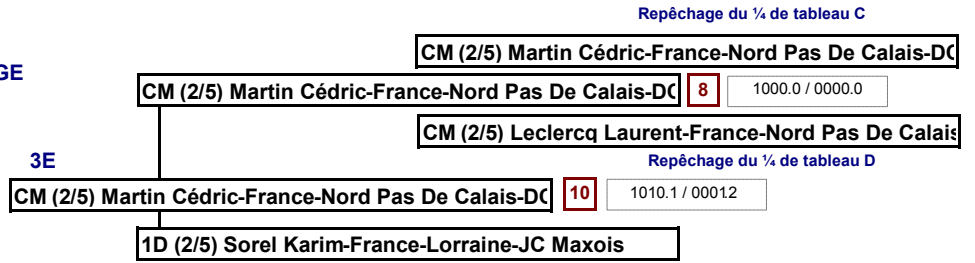 Repêchage du ¼ de tableau C
CM (2/5) Martin Cédric-France-Nord Pas De Calais-DO
GE
CM (2/5) Martin Cédric-France-Nord Pas De Calais-DO 8 1000.0 / 0000.0
CM (2/5) Leclercq Laurent-France-Nord Pas De Calais
3E
Repêchage du ¼ de tableau D
CM (2/5) Martin Cédric-France-Nord Pas De Calais-DO 10 1010.1 / 0001.2
1D (2/5) Sorel Karim-France-Lorraine-JC Maxois